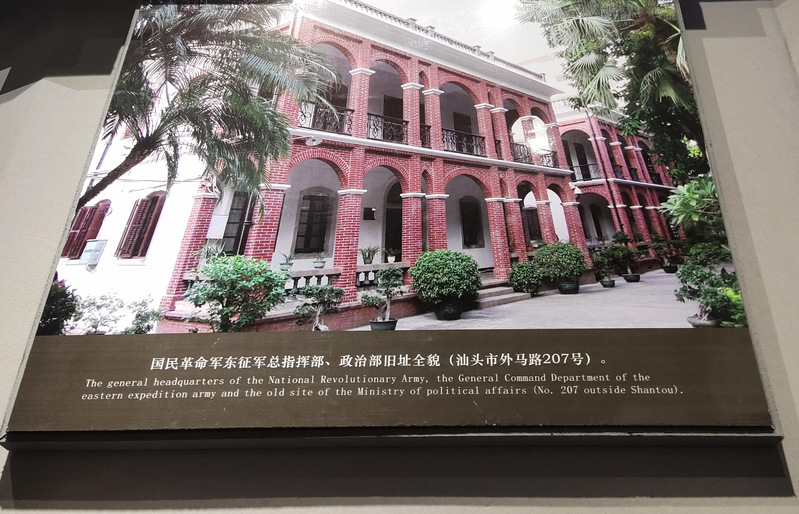 国民革命军东征军总指挥部、政治部旧址全貌（汕头市外马路207号）。
The general headquarters of the National Revolutionary Army, the General Command Department of the
eastern expedition army and the old site of the Ministry of political affairs (No. 207 outside Shantou).